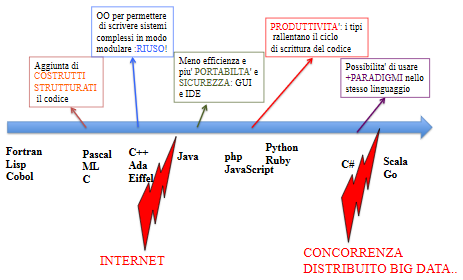 OO per permettere
di scrivere sistemi
complessi in modo
modulare :RIUSO!
PRODUTTIVITA': i tipi
rallentano il ciclo
di scrittura del codice
Aggiunta di
COSTRUTTI
STRUTTURATI
il codice
Meno efficienza e
piu' PORTABILTA' e
SICUREZZA: GUI
e IDE
Possibilita' di usare
+PARADIGMI nello
stesso linguaggio
Fortran
Lisp
Cobol
Pascal
ML
C
C++
Ada
Eiffel
Java
php
JavaScript
Python
Ruby
C#
Scala
Go
INTERNET
CONCORRENZA
DISTRIBUITO BIG DATA..